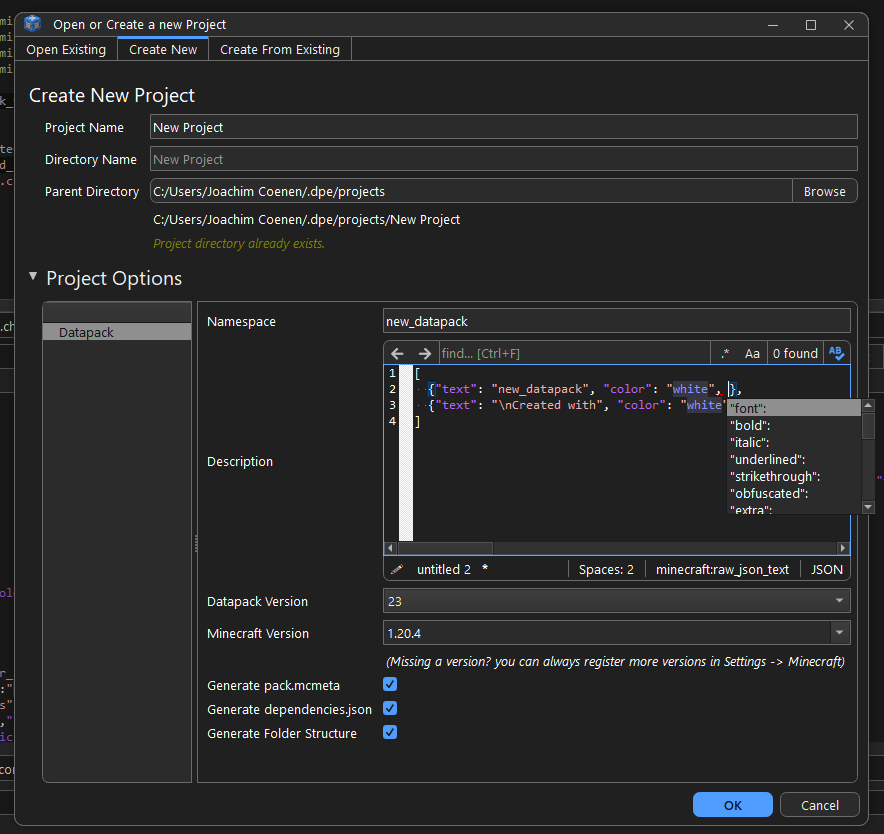 Open or Create a new Project
Open Existing Create New Create From Existing
Create New Project
Project Name New Project
Directory Name New Project
Parent Directory C:/Users/Joachim Coenen/.dpe/projects Browse
C:/Users/Joachim Coenen/.dpe/projects/New Project
Project directory already exists.
Project Options
Datapack
Namespace new_datapack
find... [Ctrl+F] .* Aa 0 found AB
1 [
2 {"text": "new_datapack", "color": "white", },
3 {"text": "\nCreated with", "color": "white"
4 ]
"font":
"bold":
"italic":
"underlined":
"strikethrough":
"obfuscated":
"extra":
Description
untitled 2 * Spaces: 2 minecraft:raw_json_text JSON
Datapack Version 23
Minecraft Version 1.20.4
(Missing a version? you can always register more versions in Settings -> Minecraft)
Generate pack.mcmeta
Generate dependencies.json
Generate Folder Structure
OK Cancel